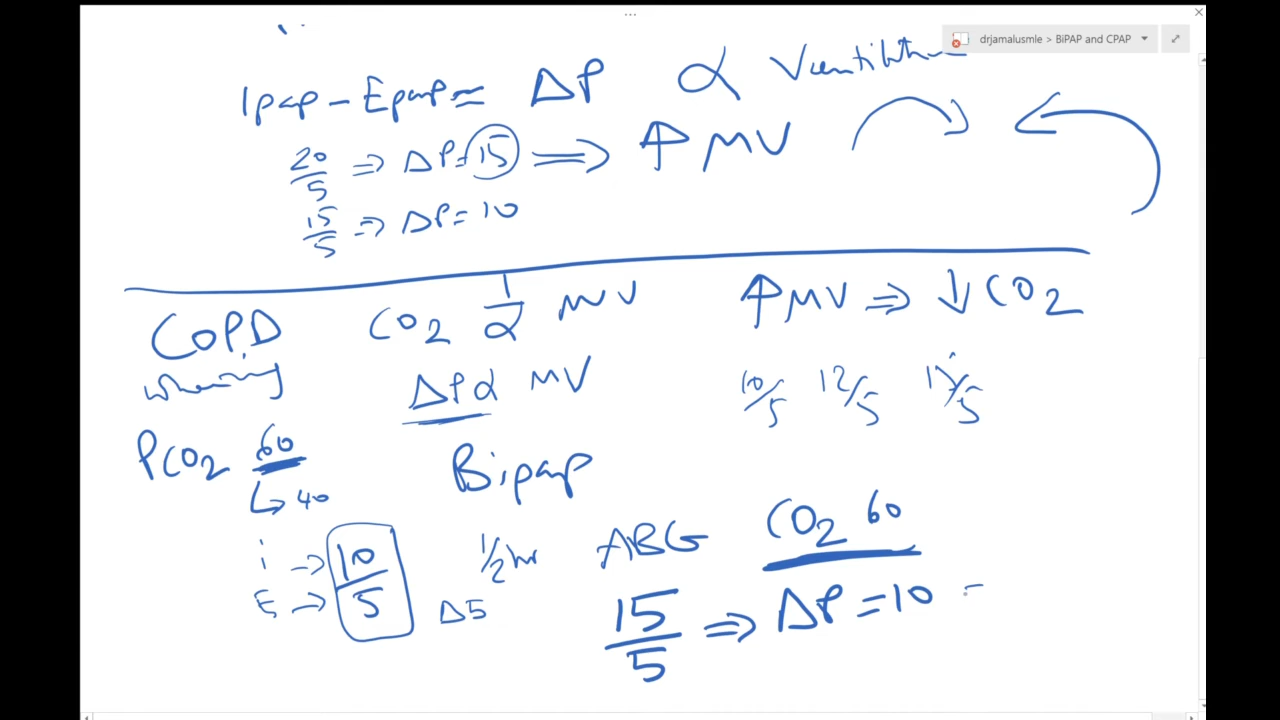 drjamalusmle > BiPAP and CPAP
Ipap - Epap = ΔP α Ventilation
20/5 ⇒ ΔP = 15 ⇒ ↑ MV
15/5 ⇒ ΔP = 10
COPD CO2 1/α MV ↑ MV ⇒ ↓ CO2
wheezing ΔP α MV 10/5 12/5 15/5
PCO2 60 Bipap
↳ 40 CO2 60
i → 10 1/2 hr ABG
E → 5 Δ5 15/5 ⇒ ΔP = 10